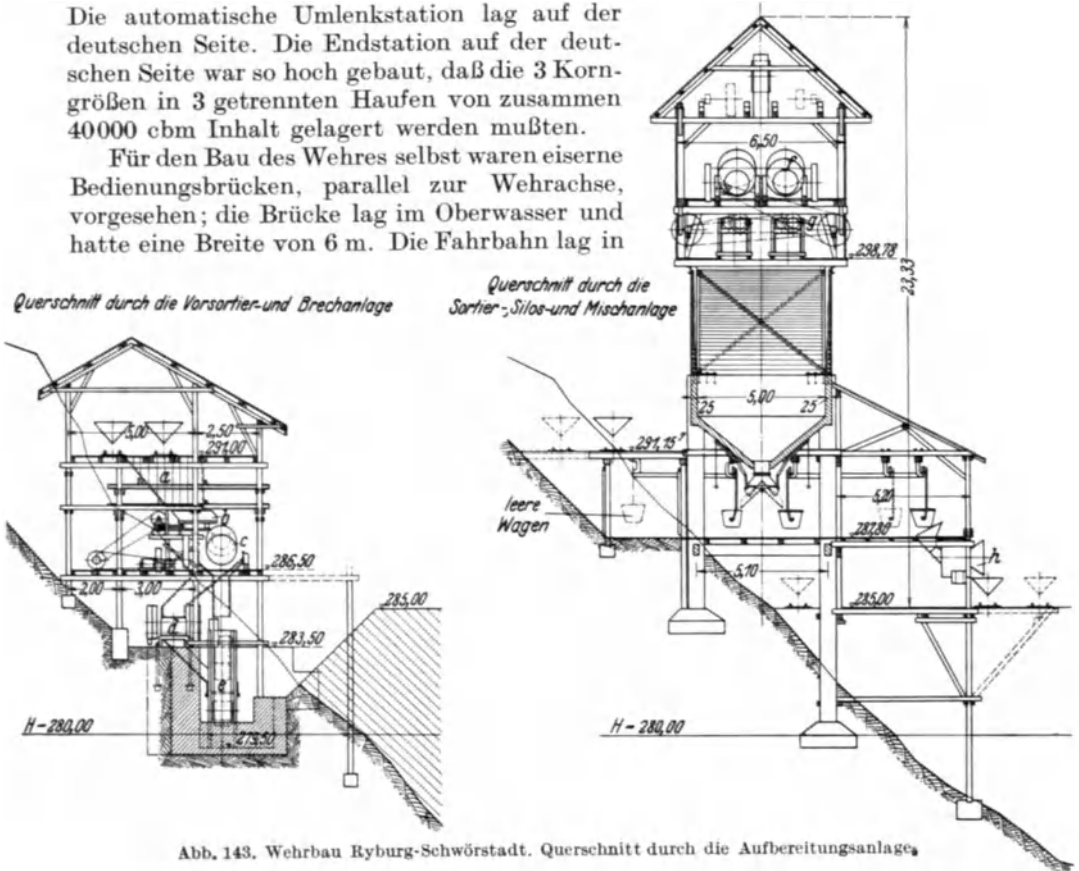 Die automatische Umlenkstation lag auf der
deutschen Seite. Die Endstation auf der deut-
schen Seite war so hoch gebaut, daß die 3 Korn-
größen in 3 getrennten Haufen von zusammen
40000 cbm Inhalt gelagert werden mußten.
Für den Bau des Wehres selbst waren eiserne
Bedienungsbrücken, parallel zur Wehrachse,
vorgesehen; die Brücke lag im Oberwasser und
hatte eine Breite von 6 m. Die Fahrbahn lag in
Querschnitt durch die Vorsortier-und Brechanlage
5,00
2,50
291,00
a
b
c
286,50
2,00
3,00
285,00
d
283,50
e
H-280,00
279,50
Querschnitt durch die
Sortier-, Silos-und Mischanlage
6,50
f
g
298,78
23,33
5,00
25
25
291,15
leere
Wagen
5,20
287,80
h
5,10
285,00
H-280,00
Abb. 143. Wehrbau Ryburg-Schwörstadt. Querschnitt durch die Aufbereitungsanlage.